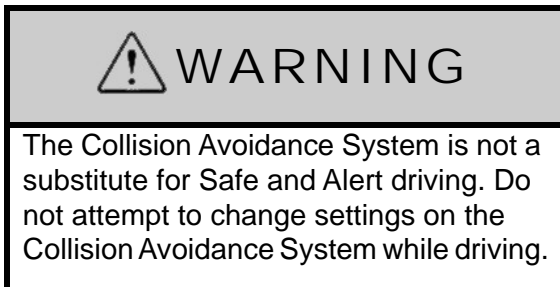 WARNING
The Collision Avoidance System is not a
substitute for Safe and Alert driving. Do
not attempt to change settings on the
Collision Avoidance System while driving.